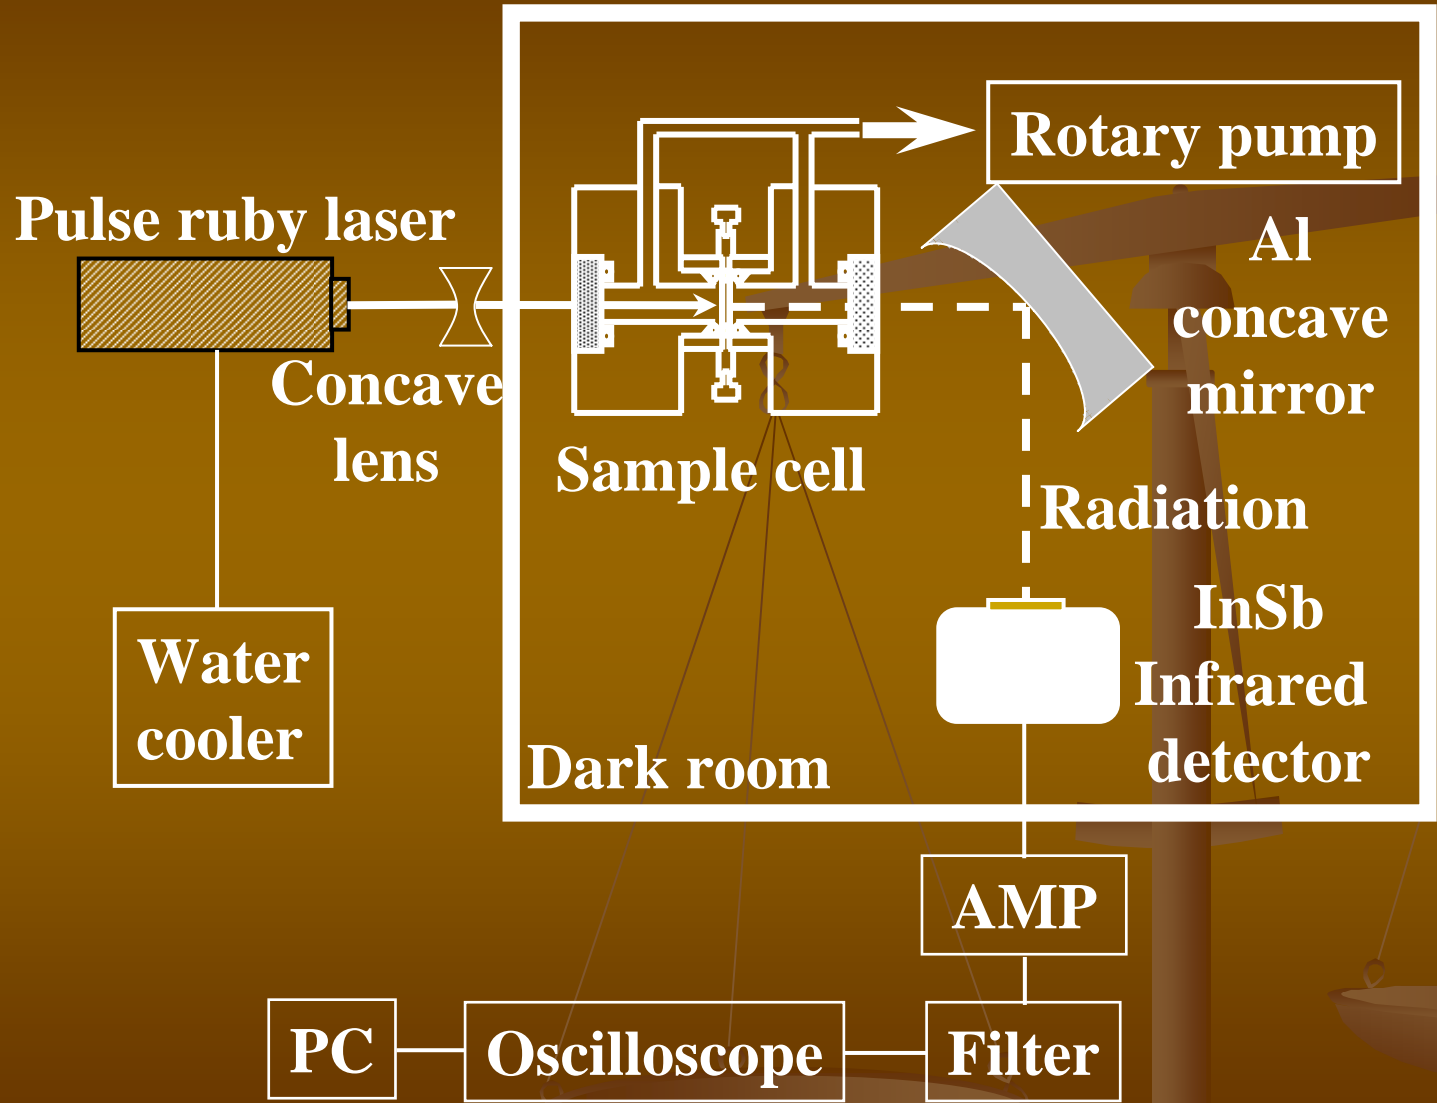 Rotary pump
Pulse ruby laser
Al
concave
mirror
Concave
lens
Sample cell
Radiation
InSb
Infrared
detector
Water
cooler
Dark room
AMP
PC
Oscilloscope
Filter